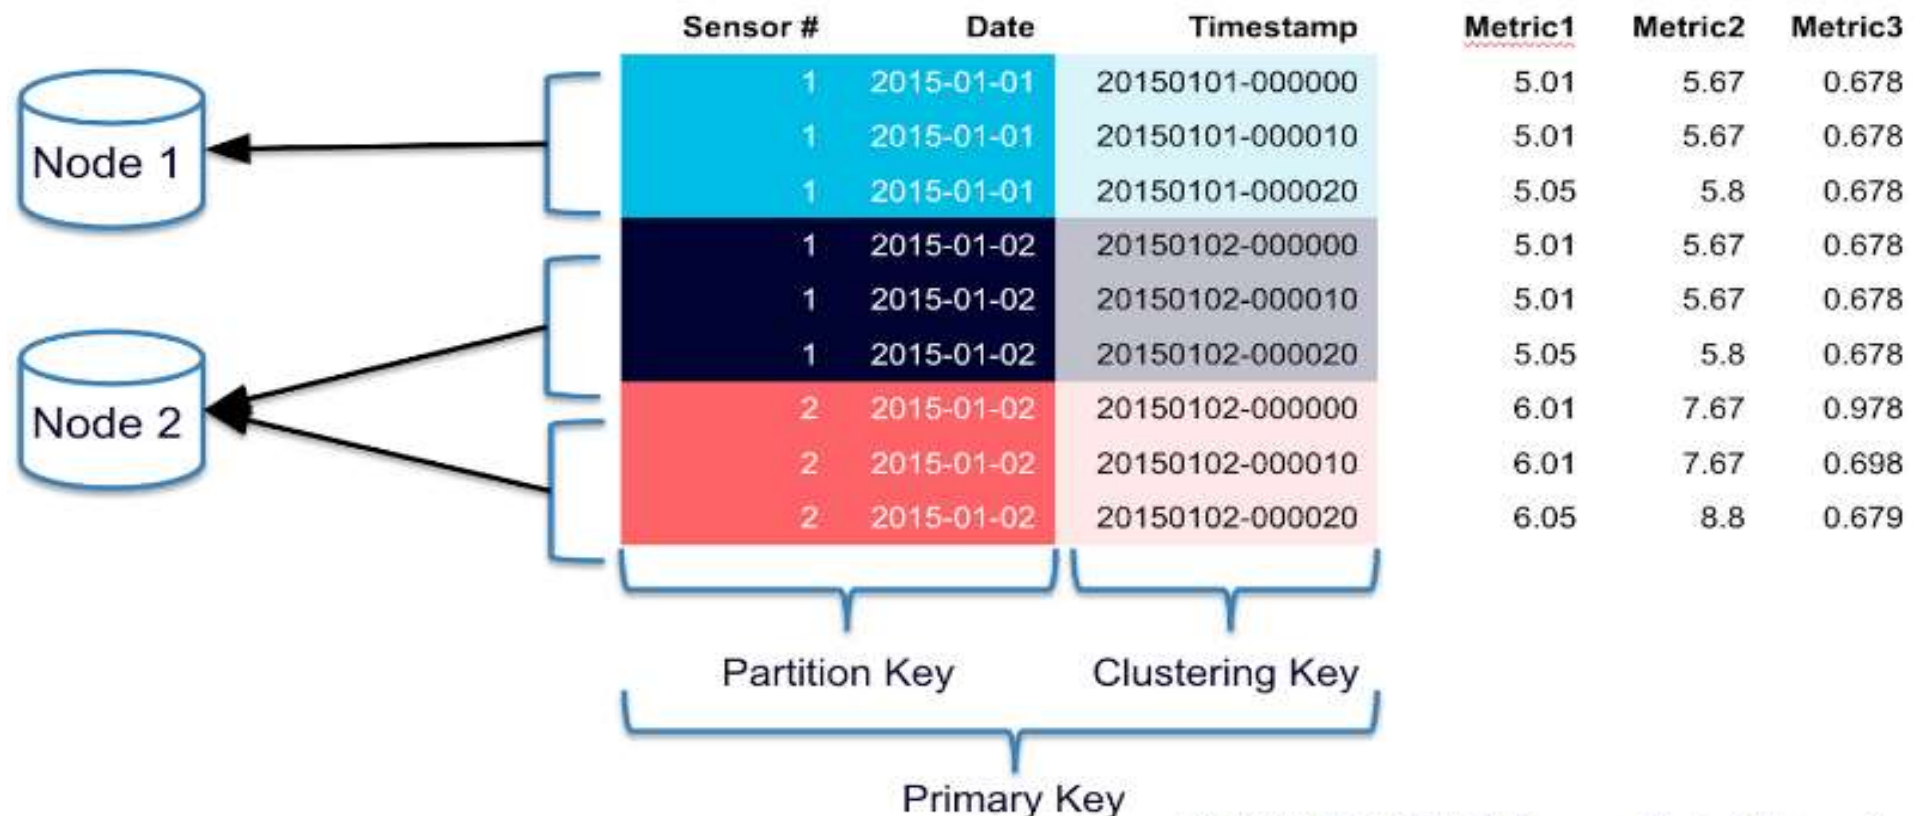 Sensor # Date Timestamp Metric1 Metric2 Metric3
1 2015-01-01 20150101-000000 5.01 5.67 0.678
1 2015-01-01 20150101-000010 5.01 5.67 0.678
1 2015-01-01 20150101-000020 5.05 5.8 0.678
1 2015-01-02 20150102-000000 5.01 5.67 0.678
1 2015-01-02 20150102-000010 5.01 5.67 0.678
1 2015-01-02 20150102-000020 5.05 5.8 0.678
2 2015-01-02 20150102-000000 6.01 7.67 0.978
2 2015-01-02 20150102-000010 6.01 7.67 0.698
2 2015-01-02 20150102-000020 6.05 8.8 0.679
Node 1
Node 2
Partition Key Clustering Key
Primary Key